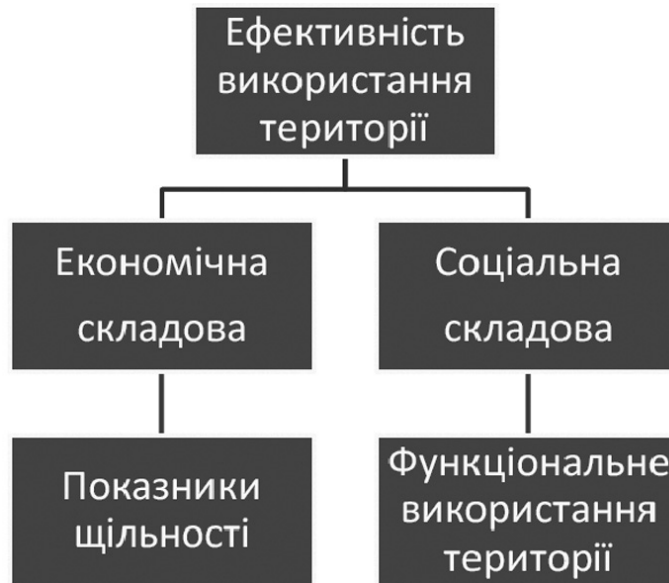 Ефективність
використання
території
Економічна
складова
Соціальна
складова
Показники
щільності
Функціональне
використання
території